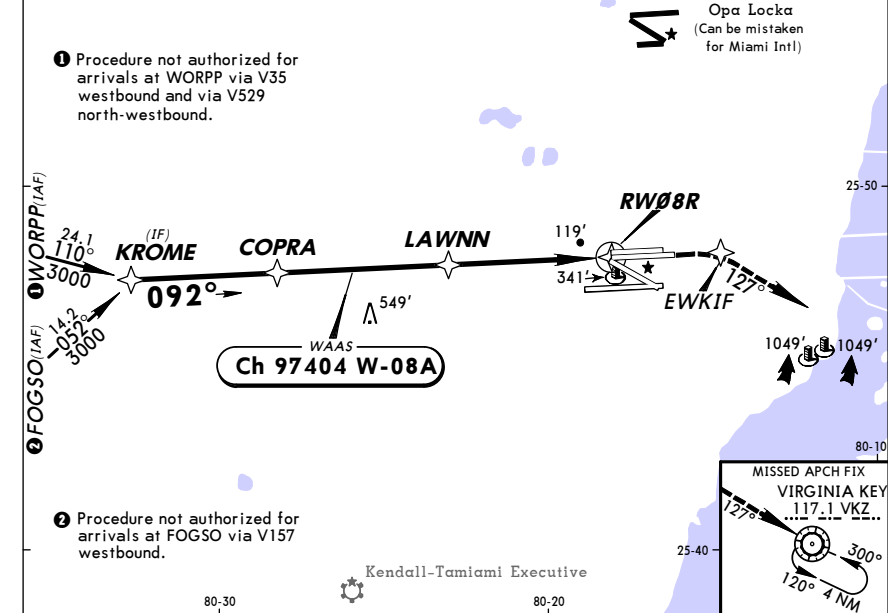 Opa Locka
(Can be mistaken
for Miami Intl)
❶ Procedure not authorized for
arrivals at WORPP via V35
westbound and via V529
north-westbound.
25-50
RWØ8R
119'
❶WORPP(IAF)
24.1
110°
3000
(IF)
KROME
COPRA
LAWNN
092°
341'
EWKIF
127°
549'
❷FOGSO(IAF)
14.2
052°
3000
WAAS
Ch 97404 W-08A
1049'
1049'
80-10
MISSED APCH FIX
VIRGINIA KEY
117.1 VKZ
127°
300°
120° 4 NM
❷ Procedure not authorized for
arrivals at FOGSO via V157
westbound.
25-40
Kendall-Tamiami Executive
80-30
80-20